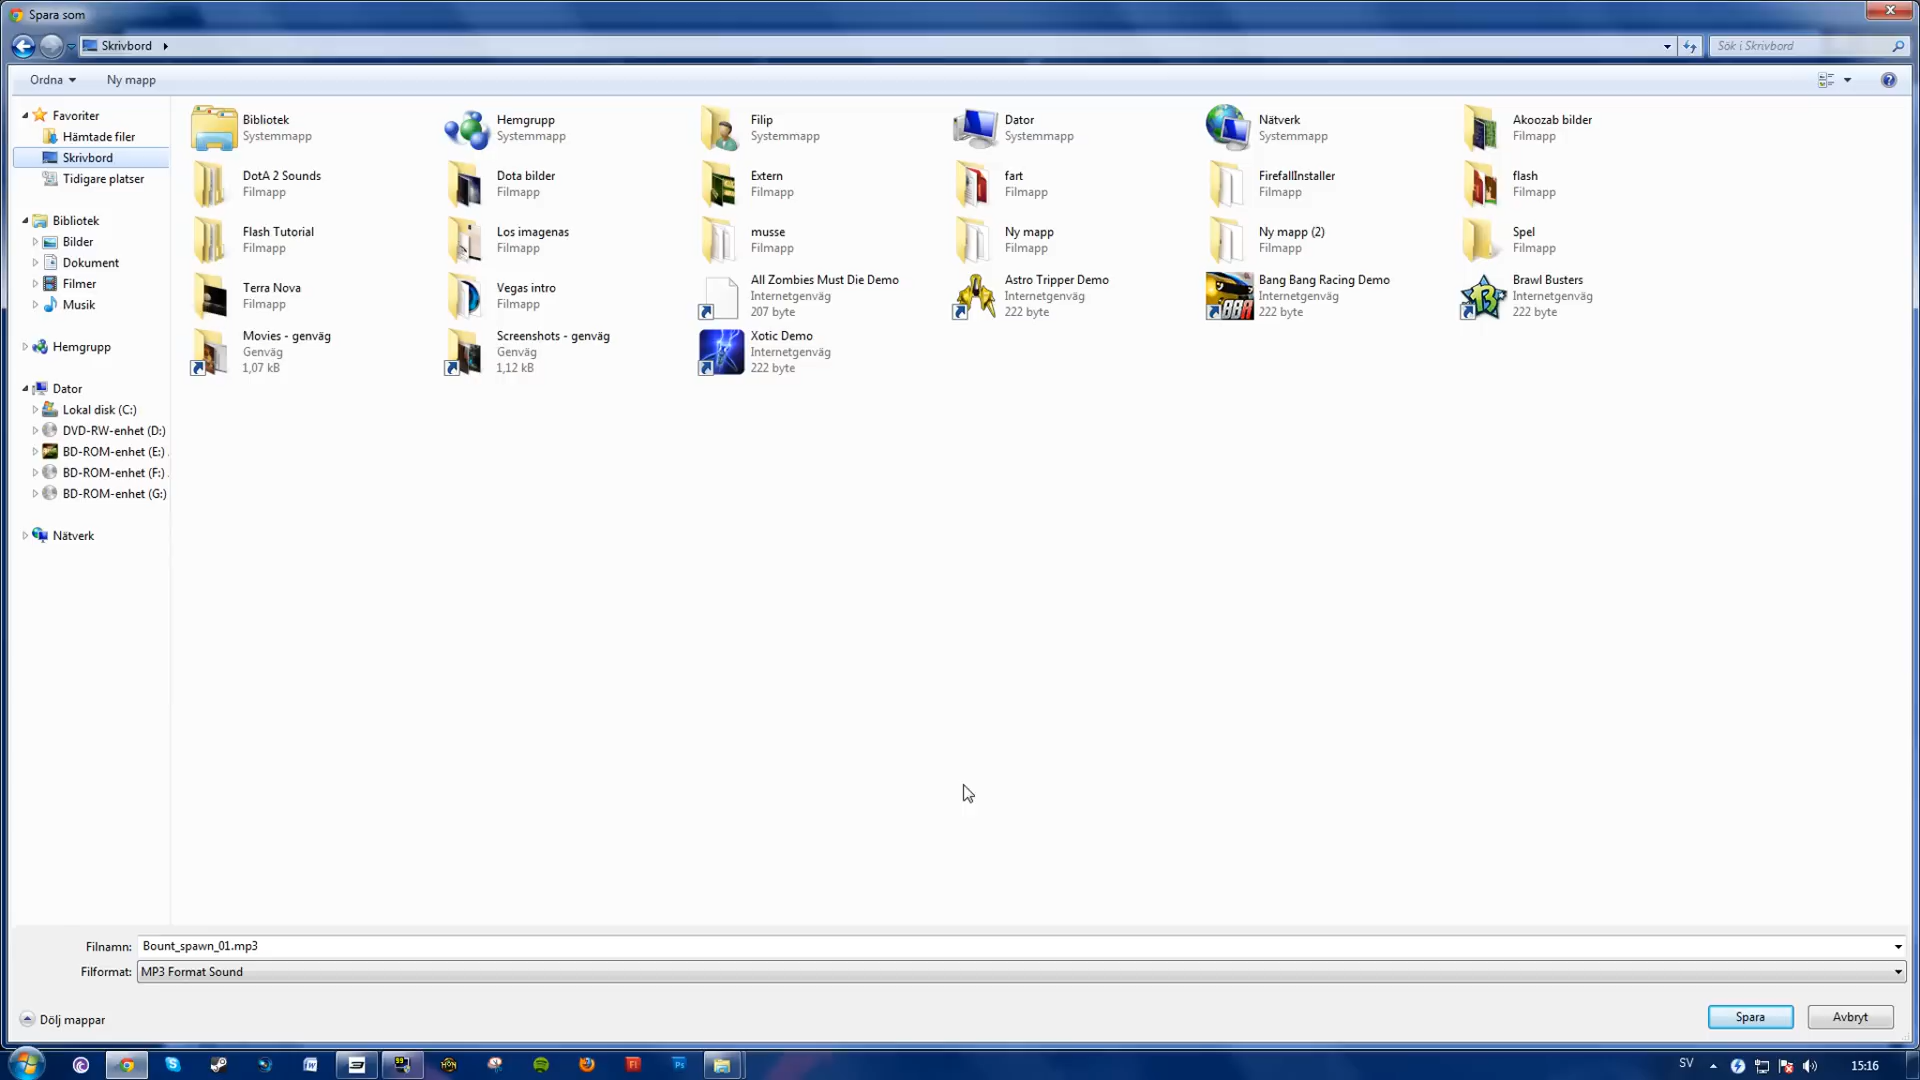 Spara som
Skrivbord
Sök i Skrivbord
Ordna
Ny mapp
Favoriter
Hämtade filer
Skrivbord
Tidigare platser
Bibliotek
Bilder
Dokument
Filmer
Musik
Hemgrupp
Dator
Lokal disk (C:)
DVD-RW-enhet (D:)
BD-ROM-enhet (E:)
BD-ROM-enhet (F:)
BD-ROM-enhet (G:)
Nätverk
Bibliotek
Systemmapp
Hemgrupp
Systemmapp
Filip
Systemmapp
Dator
Systemmapp
Nätverk
Systemmapp
Akoozab bilder
Filmapp
DotA 2 Sounds
Filmapp
Dota bilder
Filmapp
Extern
Filmapp
fart
Filmapp
FirefallInstaller
Filmapp
flash
Filmapp
Flash Tutorial
Filmapp
Los imagenas
Filmapp
musse
Filmapp
Ny mapp
Filmapp
Ny mapp (2)
Filmapp
Spel
Filmapp
Terra Nova
Filmapp
Vegas intro
Filmapp
All Zombies Must Die Demo
Internetgenväg
207 byte
Astro Tripper Demo
Internetgenväg
222 byte
Bang Bang Racing Demo
Internetgenväg
222 byte
Brawl Busters
Internetgenväg
222 byte
Movies - genväg
Genväg
1,07 kB
Screenshots - genväg
Genväg
1,12 kB
Xotic Demo
Internetgenväg
222 byte
Filnamn: Bount_spawn_01.mp3
Filformat: MP3 Format Sound
Dölj mappar
Spara
Avbryt
SV
15:16